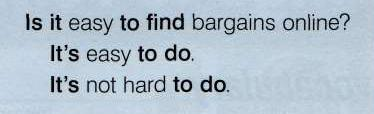 Is it easy to find bargains online?
It's easy to do.
It's not hard to do.